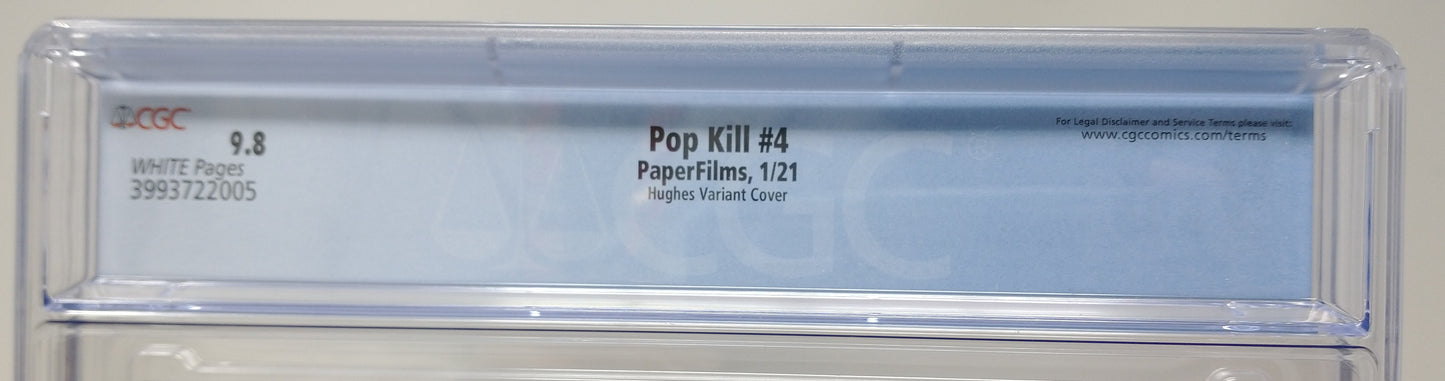 CGC
9.8
WHITE Pages
3993722005
Pop Kill #4
PaperFilms, 1/21
Hughes Variant Cover
For Legal Disclaimer and Service Terms please visit:
www.cgccomics.com/terms
CGC®